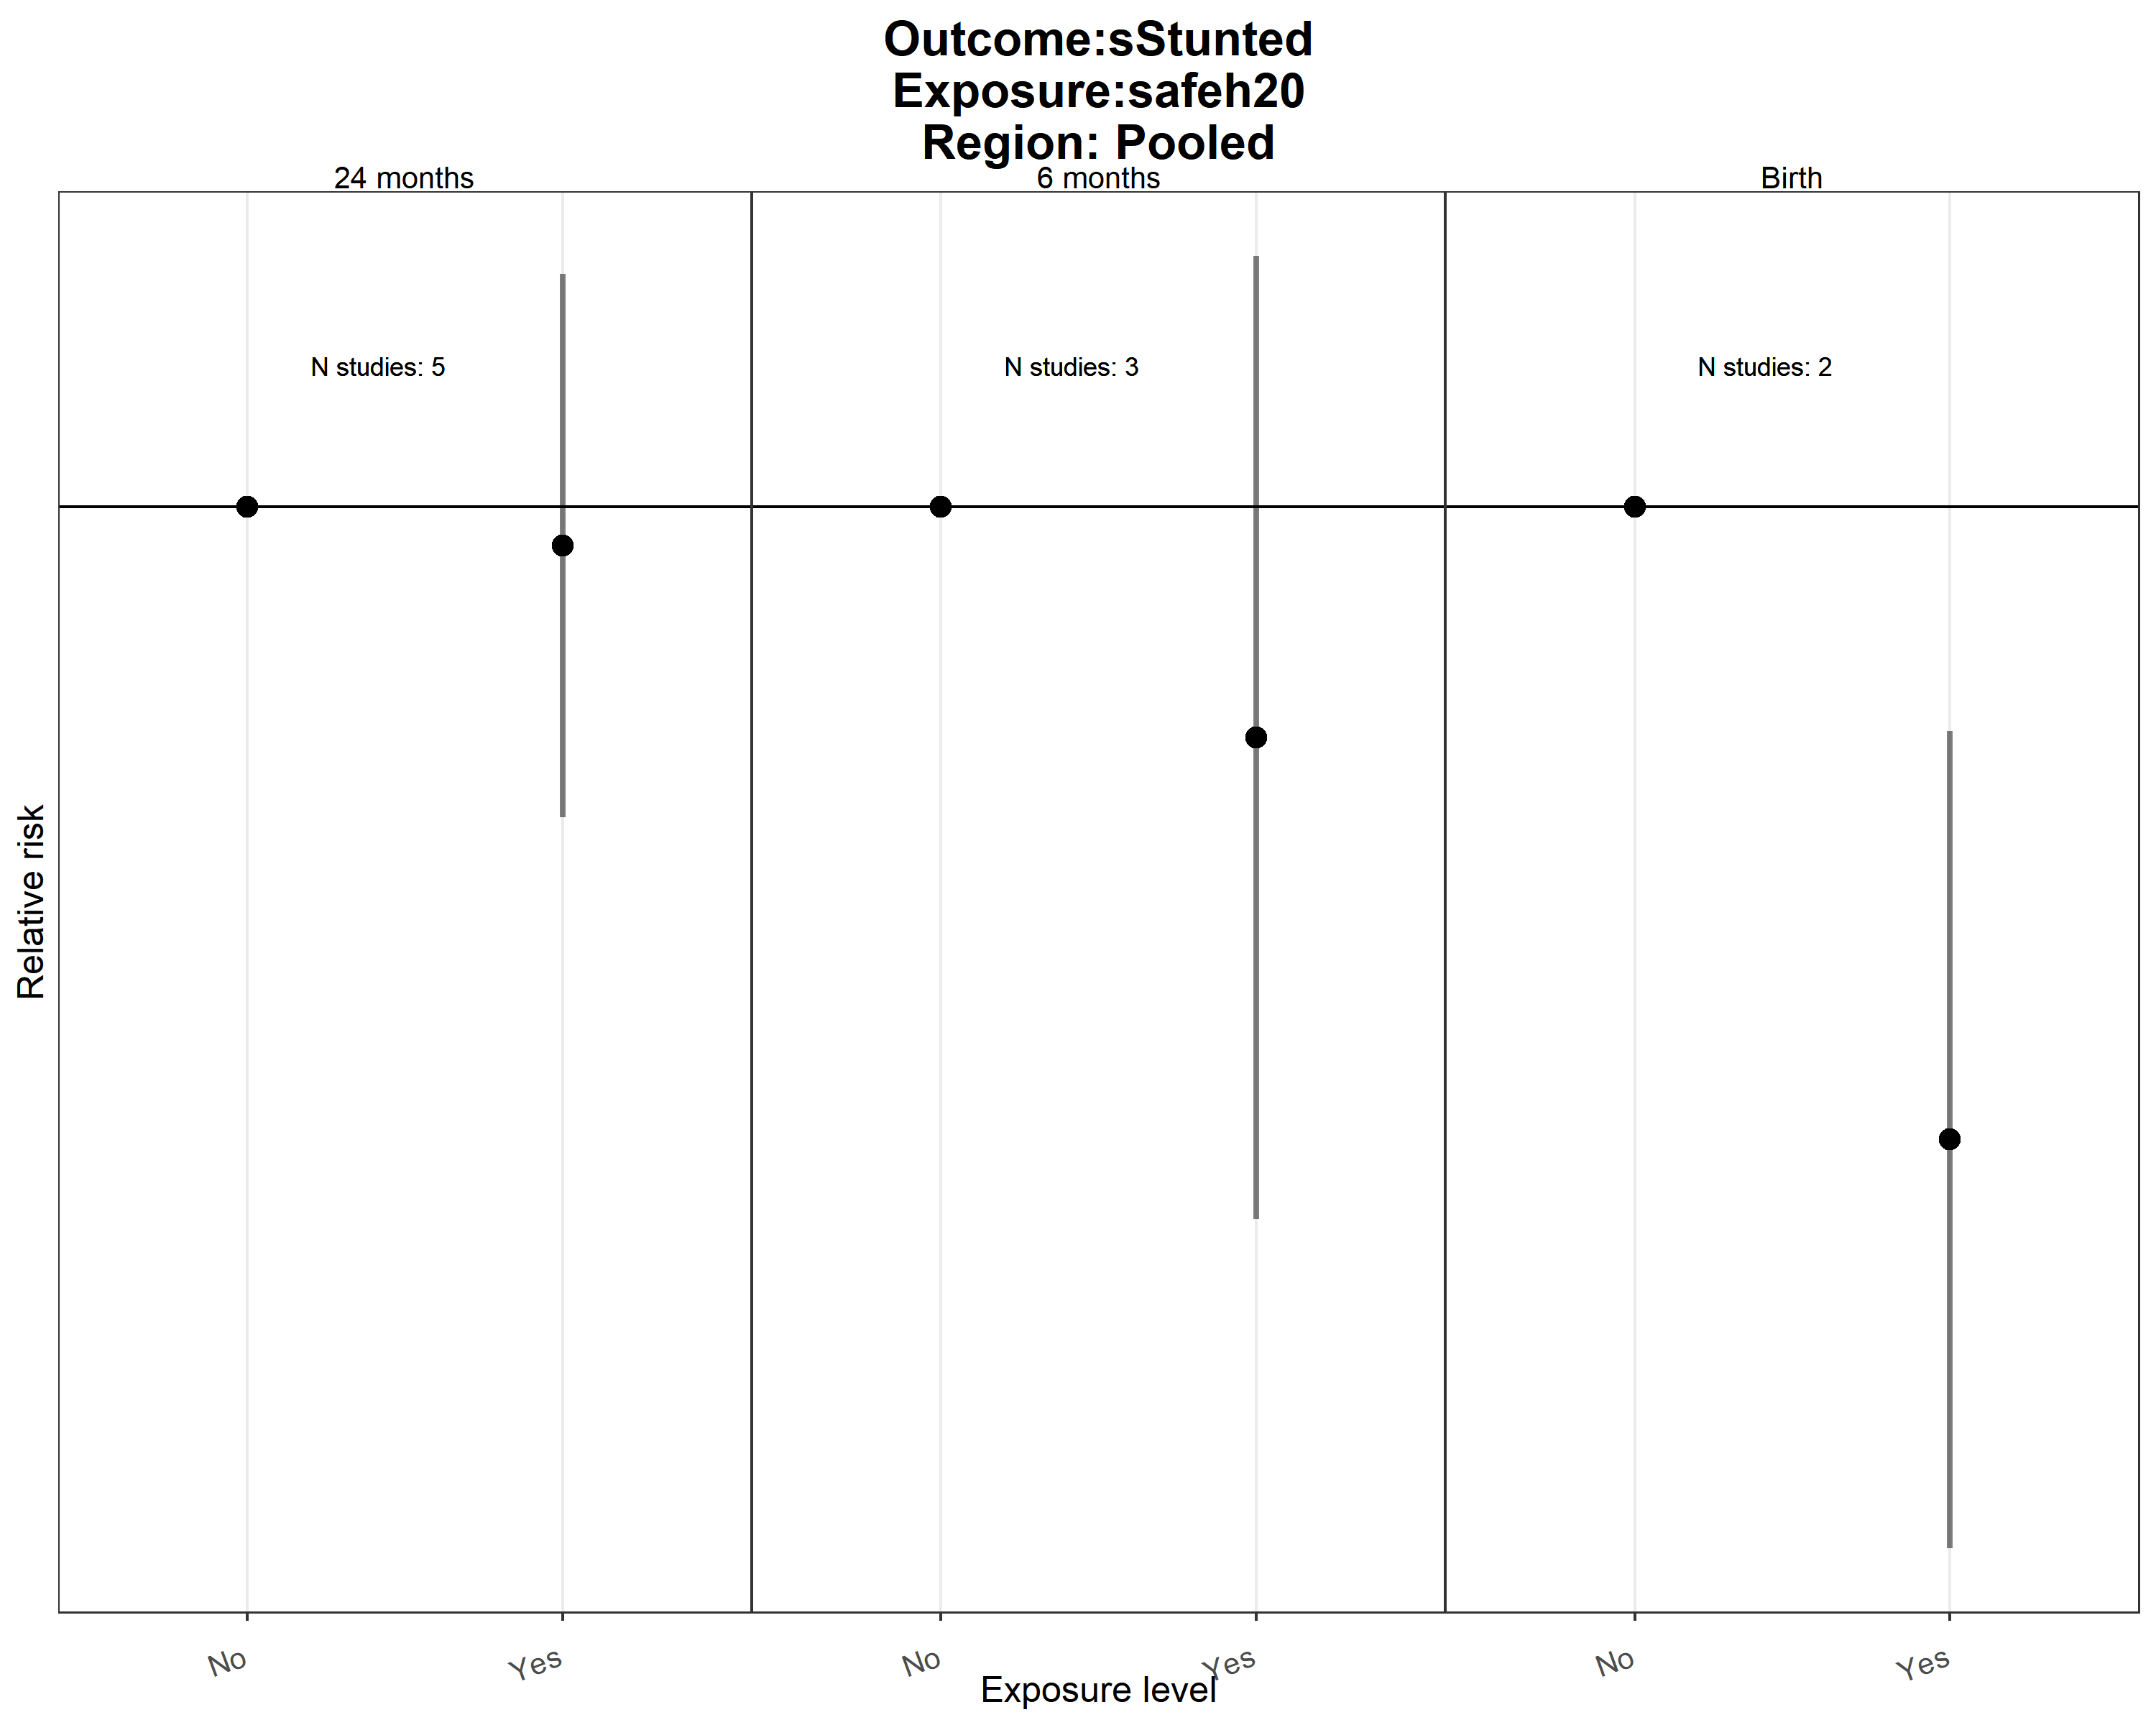 Outcome:sStunted
Exposure:safeh20
Region: Pooled
24 months
6 months
Birth
N studies: 5
N studies: 3
N studies: 2
Relative risk
No
Yes
No
Yes
No
Yes
Exposure level